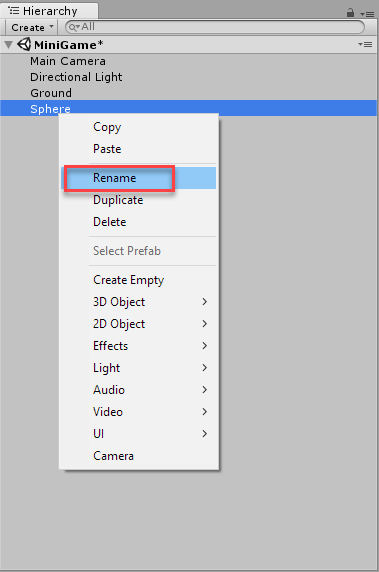 Hierarchy
Create All
MiniGame*
Main Camera
Directional Light
Ground
Sphere
Copy
Paste
Rename
Duplicate
Delete
Select Prefab
Create Empty
3D Object
2D Object
Effects
Light
Audio
Video
UI
Camera